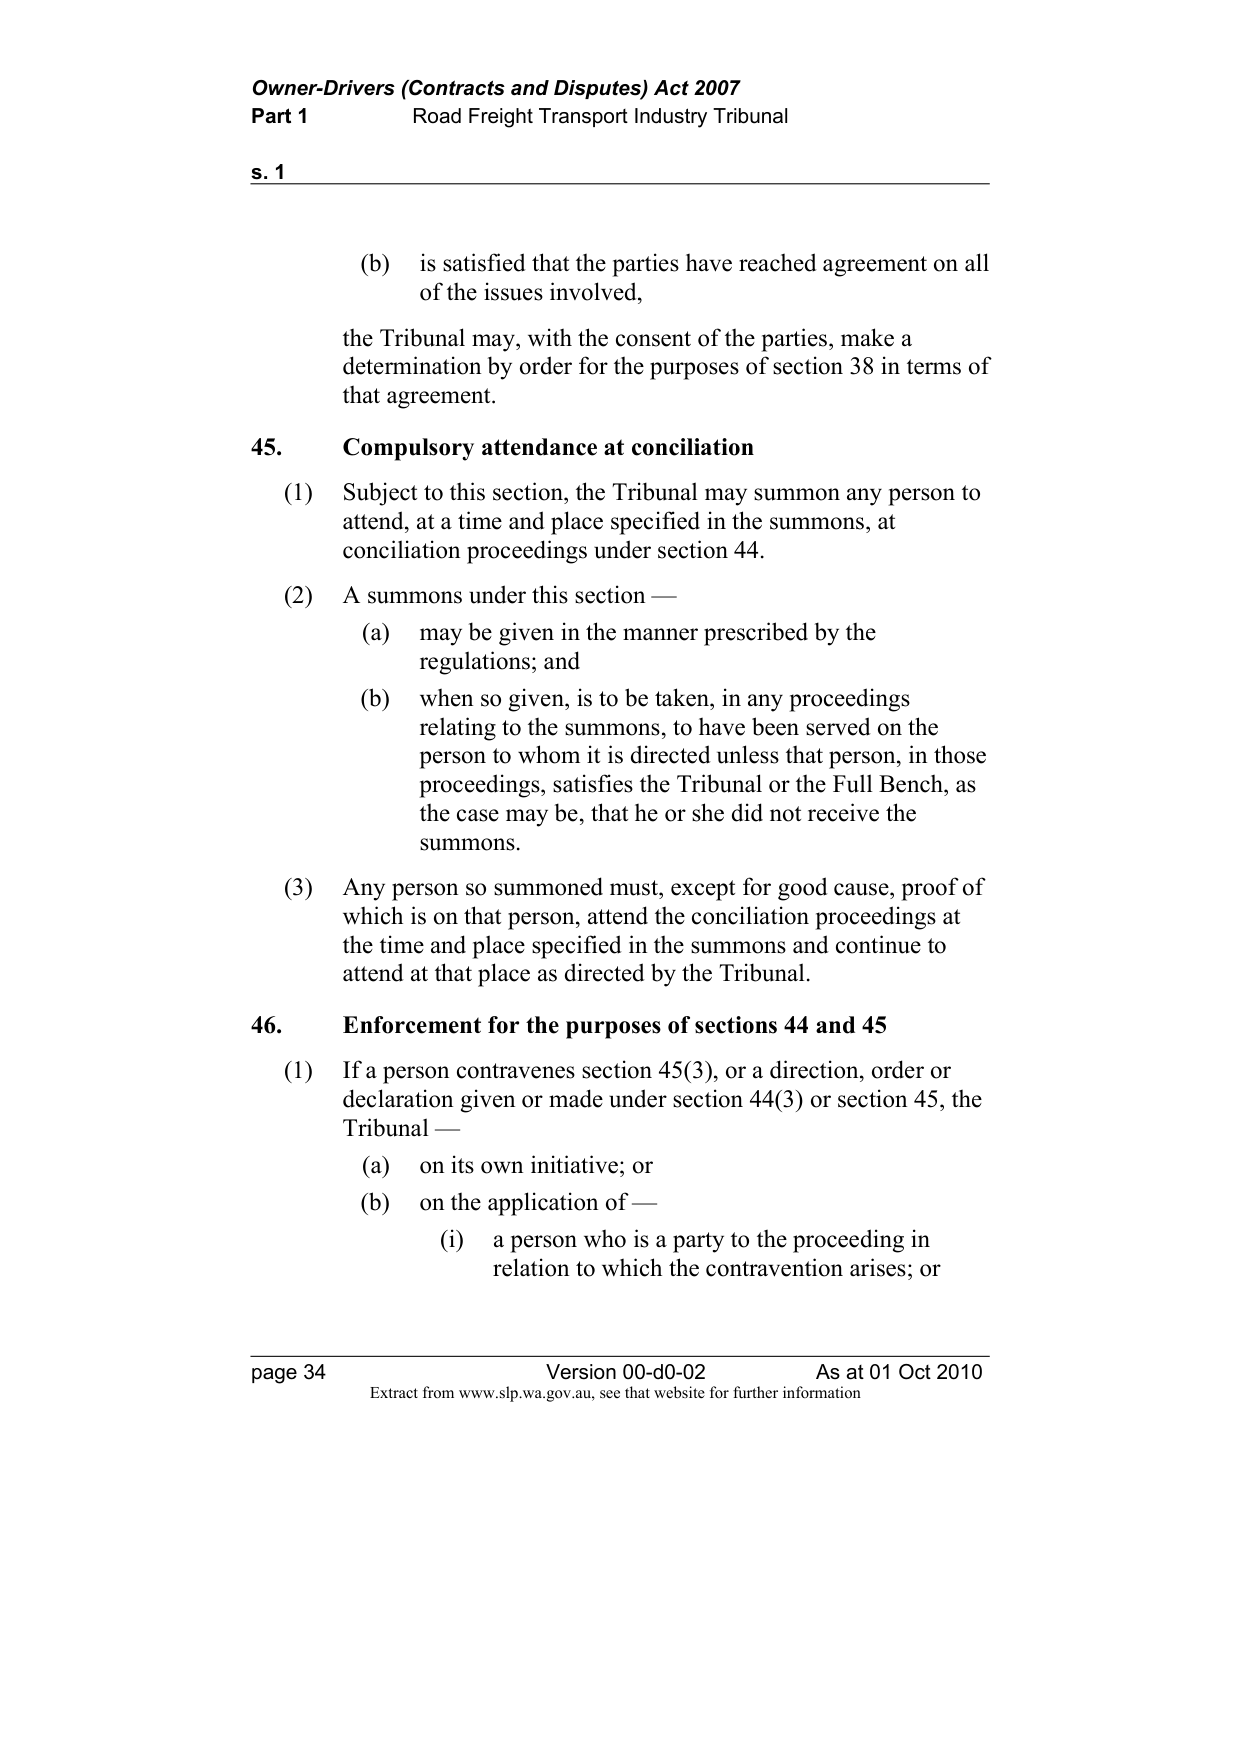 Owner-Drivers (Contracts and Disputes) Act 2007
Part 1 Road Freight Transport Industry Tribunal
s. 1
(b) is satisfied that the parties have reached agreement on all
of the issues involved,
the Tribunal may, with the consent of the parties, make a
determination by order for the purposes of section 38 in terms of
that agreement.
45. Compulsory attendance at conciliation
(1) Subject to this section, the Tribunal may summon any person to
attend, at a time and place specified in the summons, at
conciliation proceedings under section 44.
(2) A summons under this section —
(a) may be given in the manner prescribed by the
regulations; and
(b) when so given, is to be taken, in any proceedings
relating to the summons, to have been served on the
person to whom it is directed unless that person, in those
proceedings, satisfies the Tribunal or the Full Bench, as
the case may be, that he or she did not receive the
summons.
(3) Any person so summoned must, except for good cause, proof of
which is on that person, attend the conciliation proceedings at
the time and place specified in the summons and continue to
attend at that place as directed by the Tribunal.
46. Enforcement for the purposes of sections 44 and 45
(1) If a person contravenes section 45(3), or a direction, order or
declaration given or made under section 44(3) or section 45, the
Tribunal —
(a) on its own initiative; or
(b) on the application of —
(i) a person who is a party to the proceeding in
relation to which the contravention arises; or
page 34 Version 00-d0-02 As at 01 Oct 2010
Extract from www.slp.wa.gov.au, see that website for further information